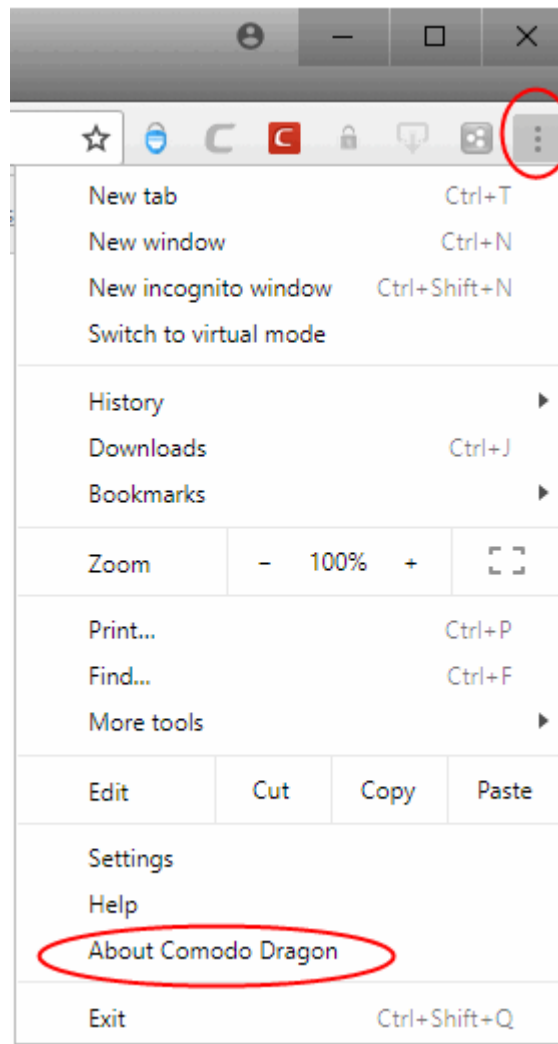 New tab Ctrl+T
New window Ctrl+N
New incognito window Ctrl+Shift+N
Switch to virtual mode
History
Downloads Ctrl+J
Bookmarks
Zoom − 100% +
Print... Ctrl+P
Find... Ctrl+F
More tools
Edit Cut Copy Paste
Settings
Help
About Comodo Dragon
Exit Ctrl+Shift+Q